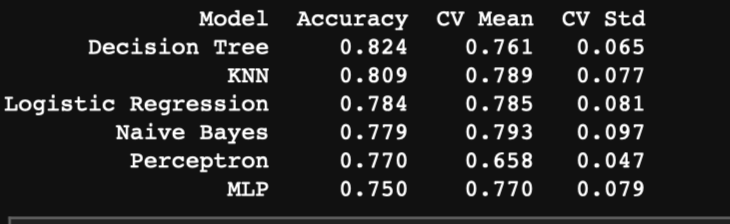 Model Accuracy CV Mean CV Std
Decision Tree 0.824 0.761 0.065
KNN 0.809 0.789 0.077
Logistic Regression 0.784 0.785 0.081
Naive Bayes 0.779 0.793 0.097
Perceptron 0.770 0.658 0.047
MLP 0.750 0.770 0.079